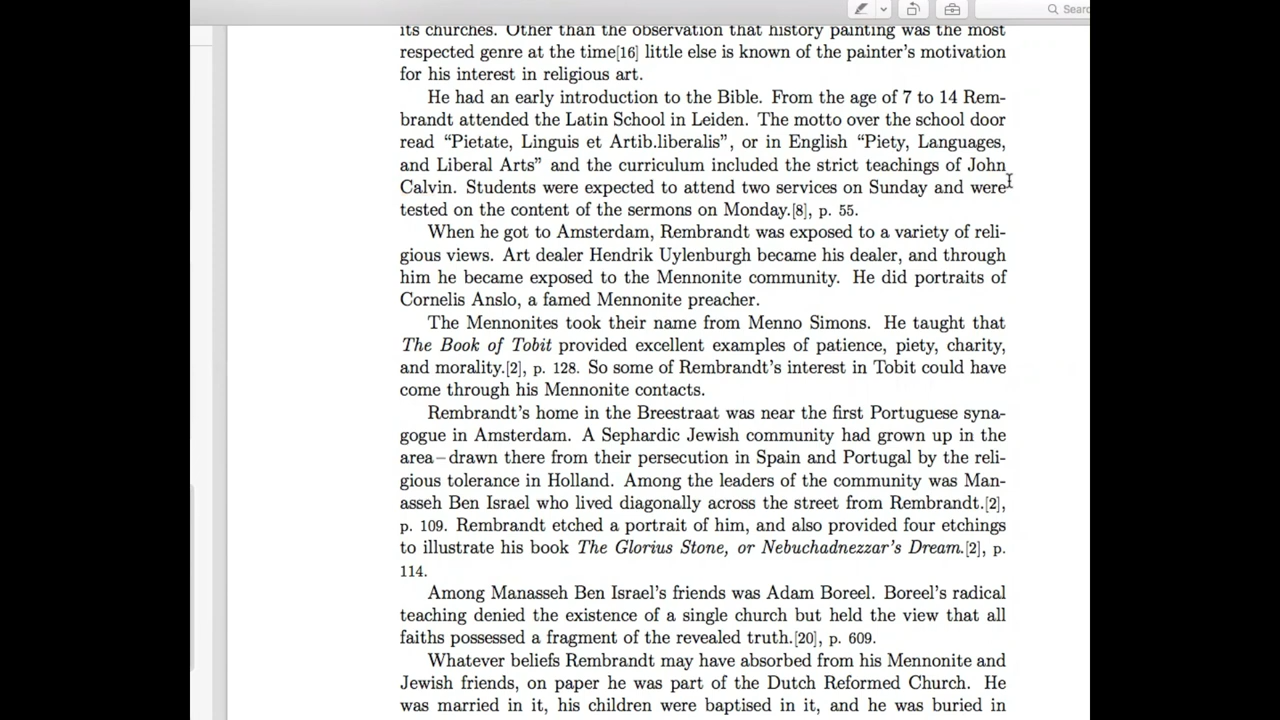 Searc
its churches. Other than the observation that history painting was the most
respected genre at the time[16] little else is known of the painter's motivation
for his interest in religious art.
He had an early introduction to the Bible. From the age of 7 to 14 Rem-
brandt attended the Latin School in Leiden. The motto over the school door
read “Pietate, Linguis et Artib.liberalis”, or in English “Piety, Languages,
and Liberal Arts” and the curriculum included the strict teachings of John
Calvin. Students were expected to attend two services on Sunday and were
tested on the content of the sermons on Monday.[8], p. 55.
When he got to Amsterdam, Rembrandt was exposed to a variety of reli-
gious views. Art dealer Hendrik Uylenburgh became his dealer, and through
him he became exposed to the Mennonite community. He did portraits of
Cornelis Anslo, a famed Mennonite preacher.
The Mennonites took their name from Menno Simons. He taught that
The Book of Tobit provided excellent examples of patience, piety, charity,
and morality.[2], p. 128. So some of Rembrandt's interest in Tobit could have
come through his Mennonite contacts.
Rembrandt's home in the Breestraat was near the first Portuguese syna-
gogue in Amsterdam. A Sephardic Jewish community had grown up in the
area–drawn there from their persecution in Spain and Portugal by the reli-
gious tolerance in Holland. Among the leaders of the community was Man-
asseh Ben Israel who lived diagonally across the street from Rembrandt.[2],
p. 109. Rembrandt etched a portrait of him, and also provided four etchings
to illustrate his book The Glorius Stone, or Nebuchadnezzar's Dream.[2], p.
114.
Among Manasseh Ben Israel's friends was Adam Boreel. Boreel's radical
teaching denied the existence of a single church but held the view that all
faiths possessed a fragment of the revealed truth.[20], p. 609.
Whatever beliefs Rembrandt may have absorbed from his Mennonite and
Jewish friends, on paper he was part of the Dutch Reformed Church. He
was married in it, his children were baptised in it, and he was buried in